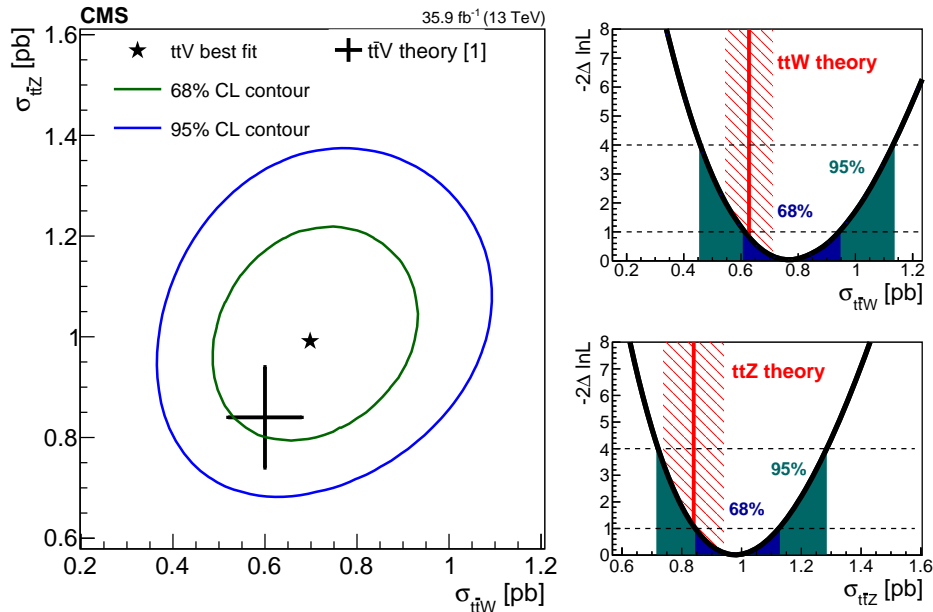 CMS
35.9 fb⁻¹ (13 TeV)
σtt̄Z [pb]
ttV best fit
tt̄V theory [1]
68% CL contour
95% CL contour
1.6
1.4
1.2
1
0.8
0.6
0.2 0.4 0.6 0.8 1 1.2
σtt̄W [pb]
-2Δ lnL
8
7
6
5
4
3
2
1
0
ttW theory
95%
68%
0.2 0.4 0.6 0.8 1 1.2
σtt̄W [pb]
-2Δ lnL
8
7
6
5
4
3
2
1
0
ttZ theory
95%
68%
0.6 0.8 1 1.2 1.4 1.6
σtt̄Z [pb]